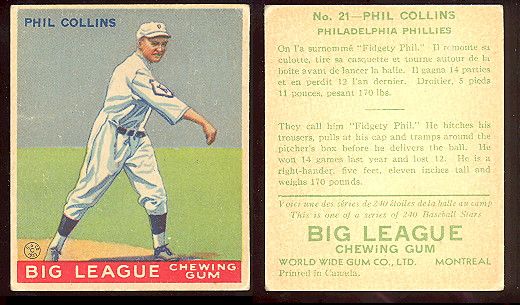 PHIL COLLINS
BIG LEAGUE CHEWING GUM
No. 21—PHIL COLLINS
PHILADELPHIA PHILLIES
On l'a surnommé "Fidgety Phil." Il remonte sa
culotte, tire sa casquette et tourne autour de la
boîte avant de lancer la balle. Il gagna 14 parties
et en perdit 12 l'an dernier. Droitier, 5 pieds
11 pouces, pesant 170 lbs.
They call him "Fidgety Phil." He hitches his
trousers, pulls at his cap and tramps around the
pitcher's box before he delivers the ball. He
won 14 games last year and lost 12. He is a
right-hander, five feet, eleven inches tall and
weighs 170 pounds.
Voici une des séries de 240 étoiles de la balle au camp
This is one of a series of 240 Baseball Stars
BIG LEAGUE
CHEWING GUM
WORLD WIDE GUM CO., LTD. MONTREAL
Printed in Canada.